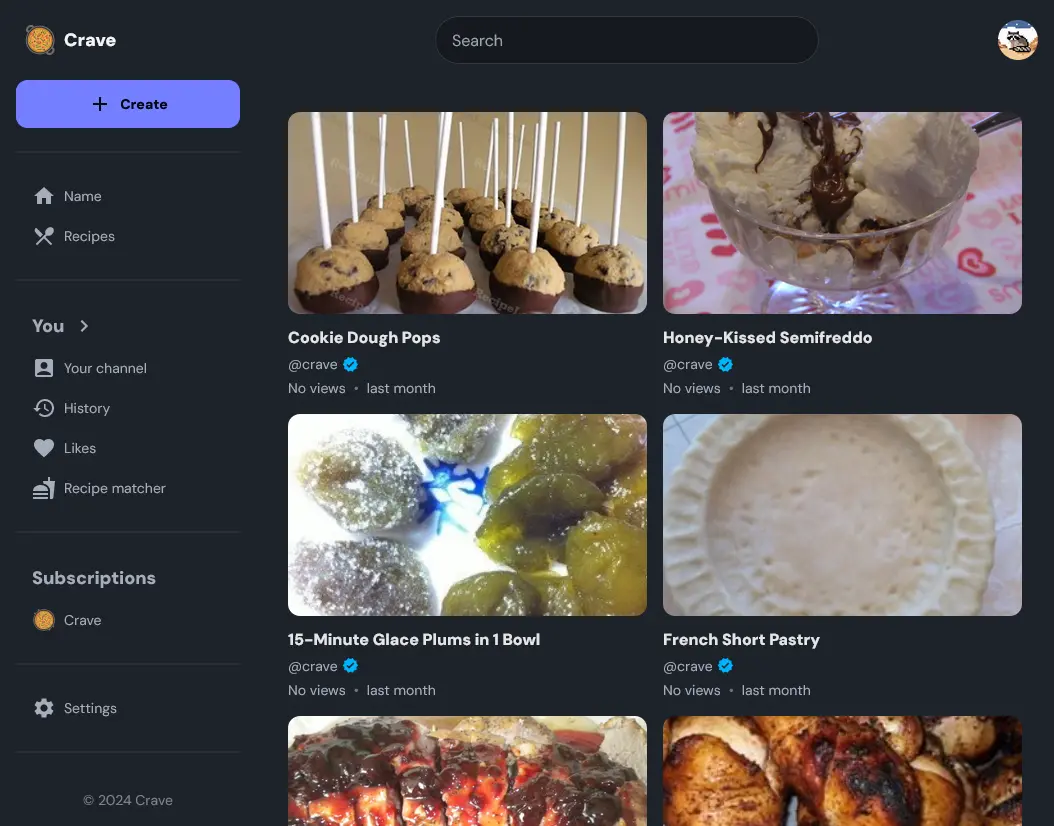 Crave
Search
Create
Name
Recipes
You
Your channel
History
Likes
Recipe matcher
Subscriptions
Crave
Settings
© 2024 Crave
Cookie Dough Pops
@crave
No views • last month
Honey-Kissed Semifreddo
@crave
No views • last month
15-Minute Glace Plums in 1 Bowl
@crave
No views • last month
French Short Pastry
@crave
No views • last month